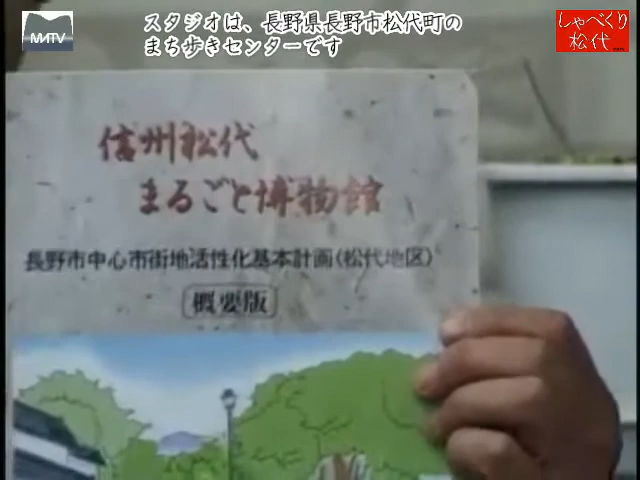 MATV
スタジオは、長野県長野市松代町の
まち歩きセンターです
しゃべくり
松代
信州松代
まるごと博物館
長野市中心市街地活性化基本計画(松代地区)
概要版